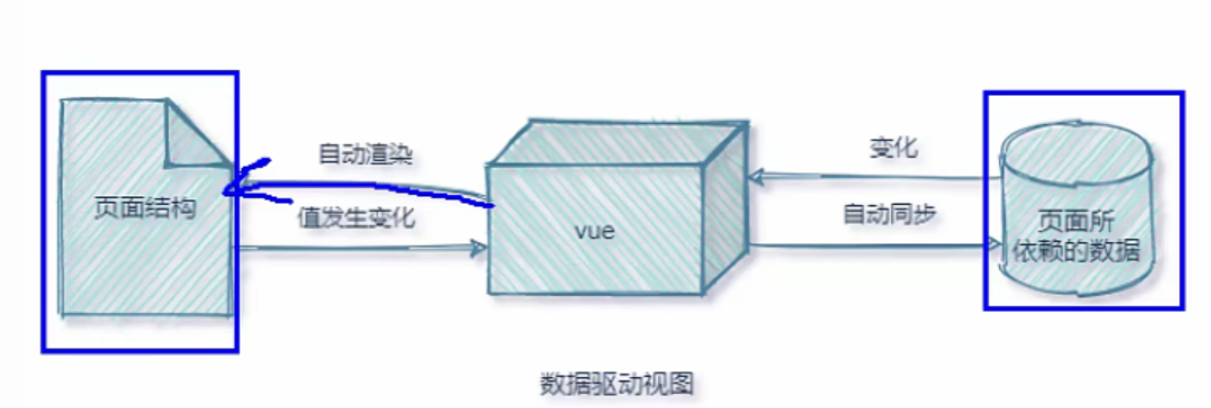 自动渲染
变化
页面结构
值发生变化
vue
自动同步
页面所
依赖的数据
数据驱动视图